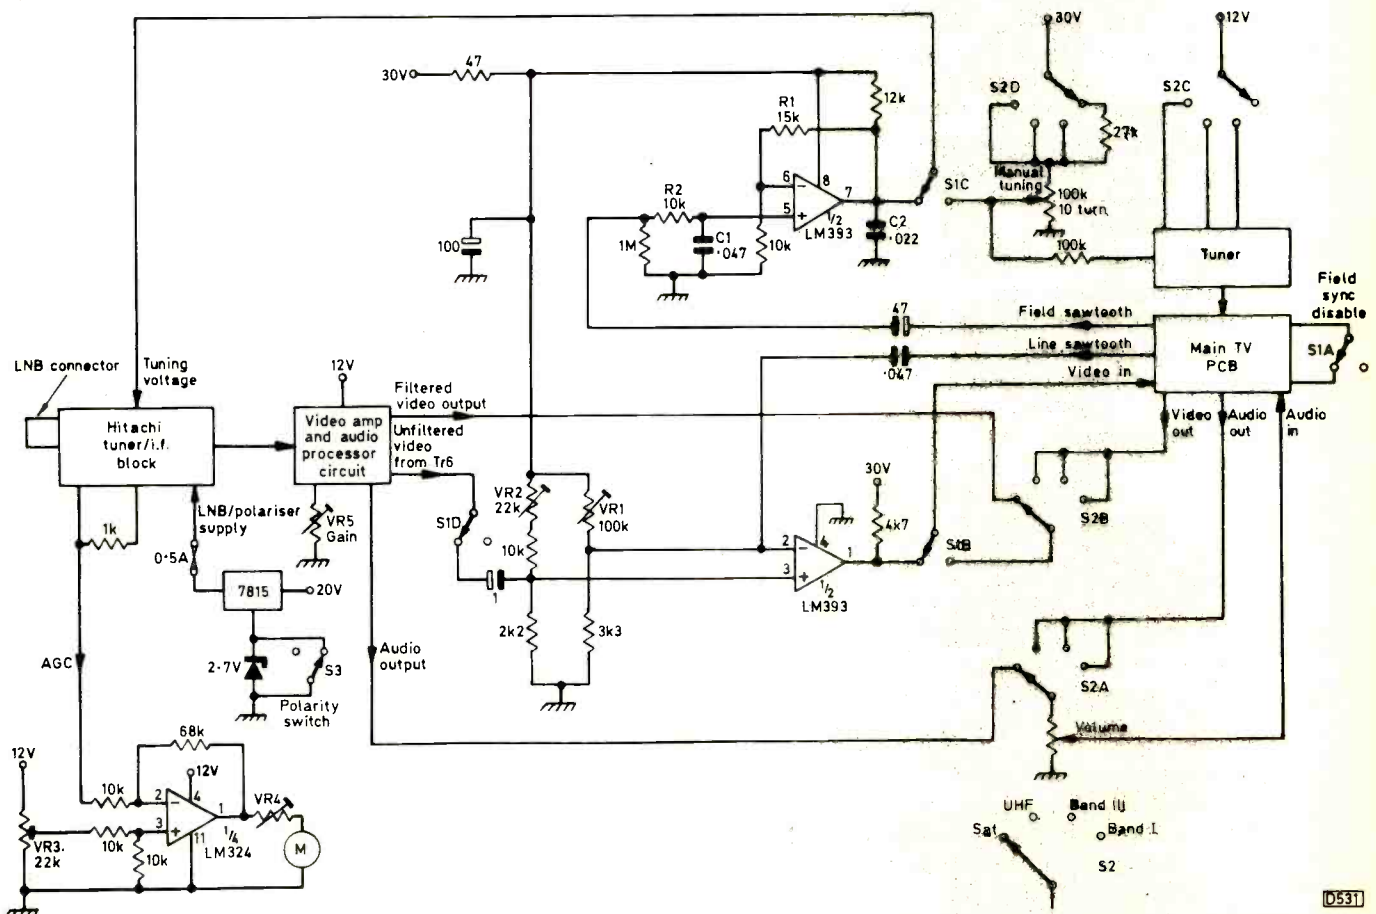 30V
12V
47
30V
S2D
S2C
12k
R1
15k
27k
6
8
7
5
1/2
LM393
S1C
Manual
tuning
100k
10 turn
R2
10k
C2
.022
100
1M
C1
.047
10k
100k
Tuner
Field
sync
disable
47
Field sawtooth
Line sawtooth
.047
Video in
Main TV
PCB
S1A
LNB connector
Tuning
voltage
12V
Filtered
video output
Video
out
Audio
out
Audio
in
Hitachi
tuner/i.f.
block
Video amp
and audio
processor
circuit
Unfiltered
video
from Tr6
30V
VR2
22k
VR1
100k
S2B
1k
LNB/polariser
supply
VR5
Gain
S1D
4k7
S1B
0·5A
10k
2
4
1
3
1/2
LM393
7815
20V
1
2k2
3k3
AGC
2·7V
S3
Audio
output
S2A
Polarity
switch
68k
Volume
12V
12V
10k
2
4
1
VR4
3
11
1/4
LM324
M
VR3.
22k
10k
10k
UHF
Band III
Sat
Band I
S2
D531